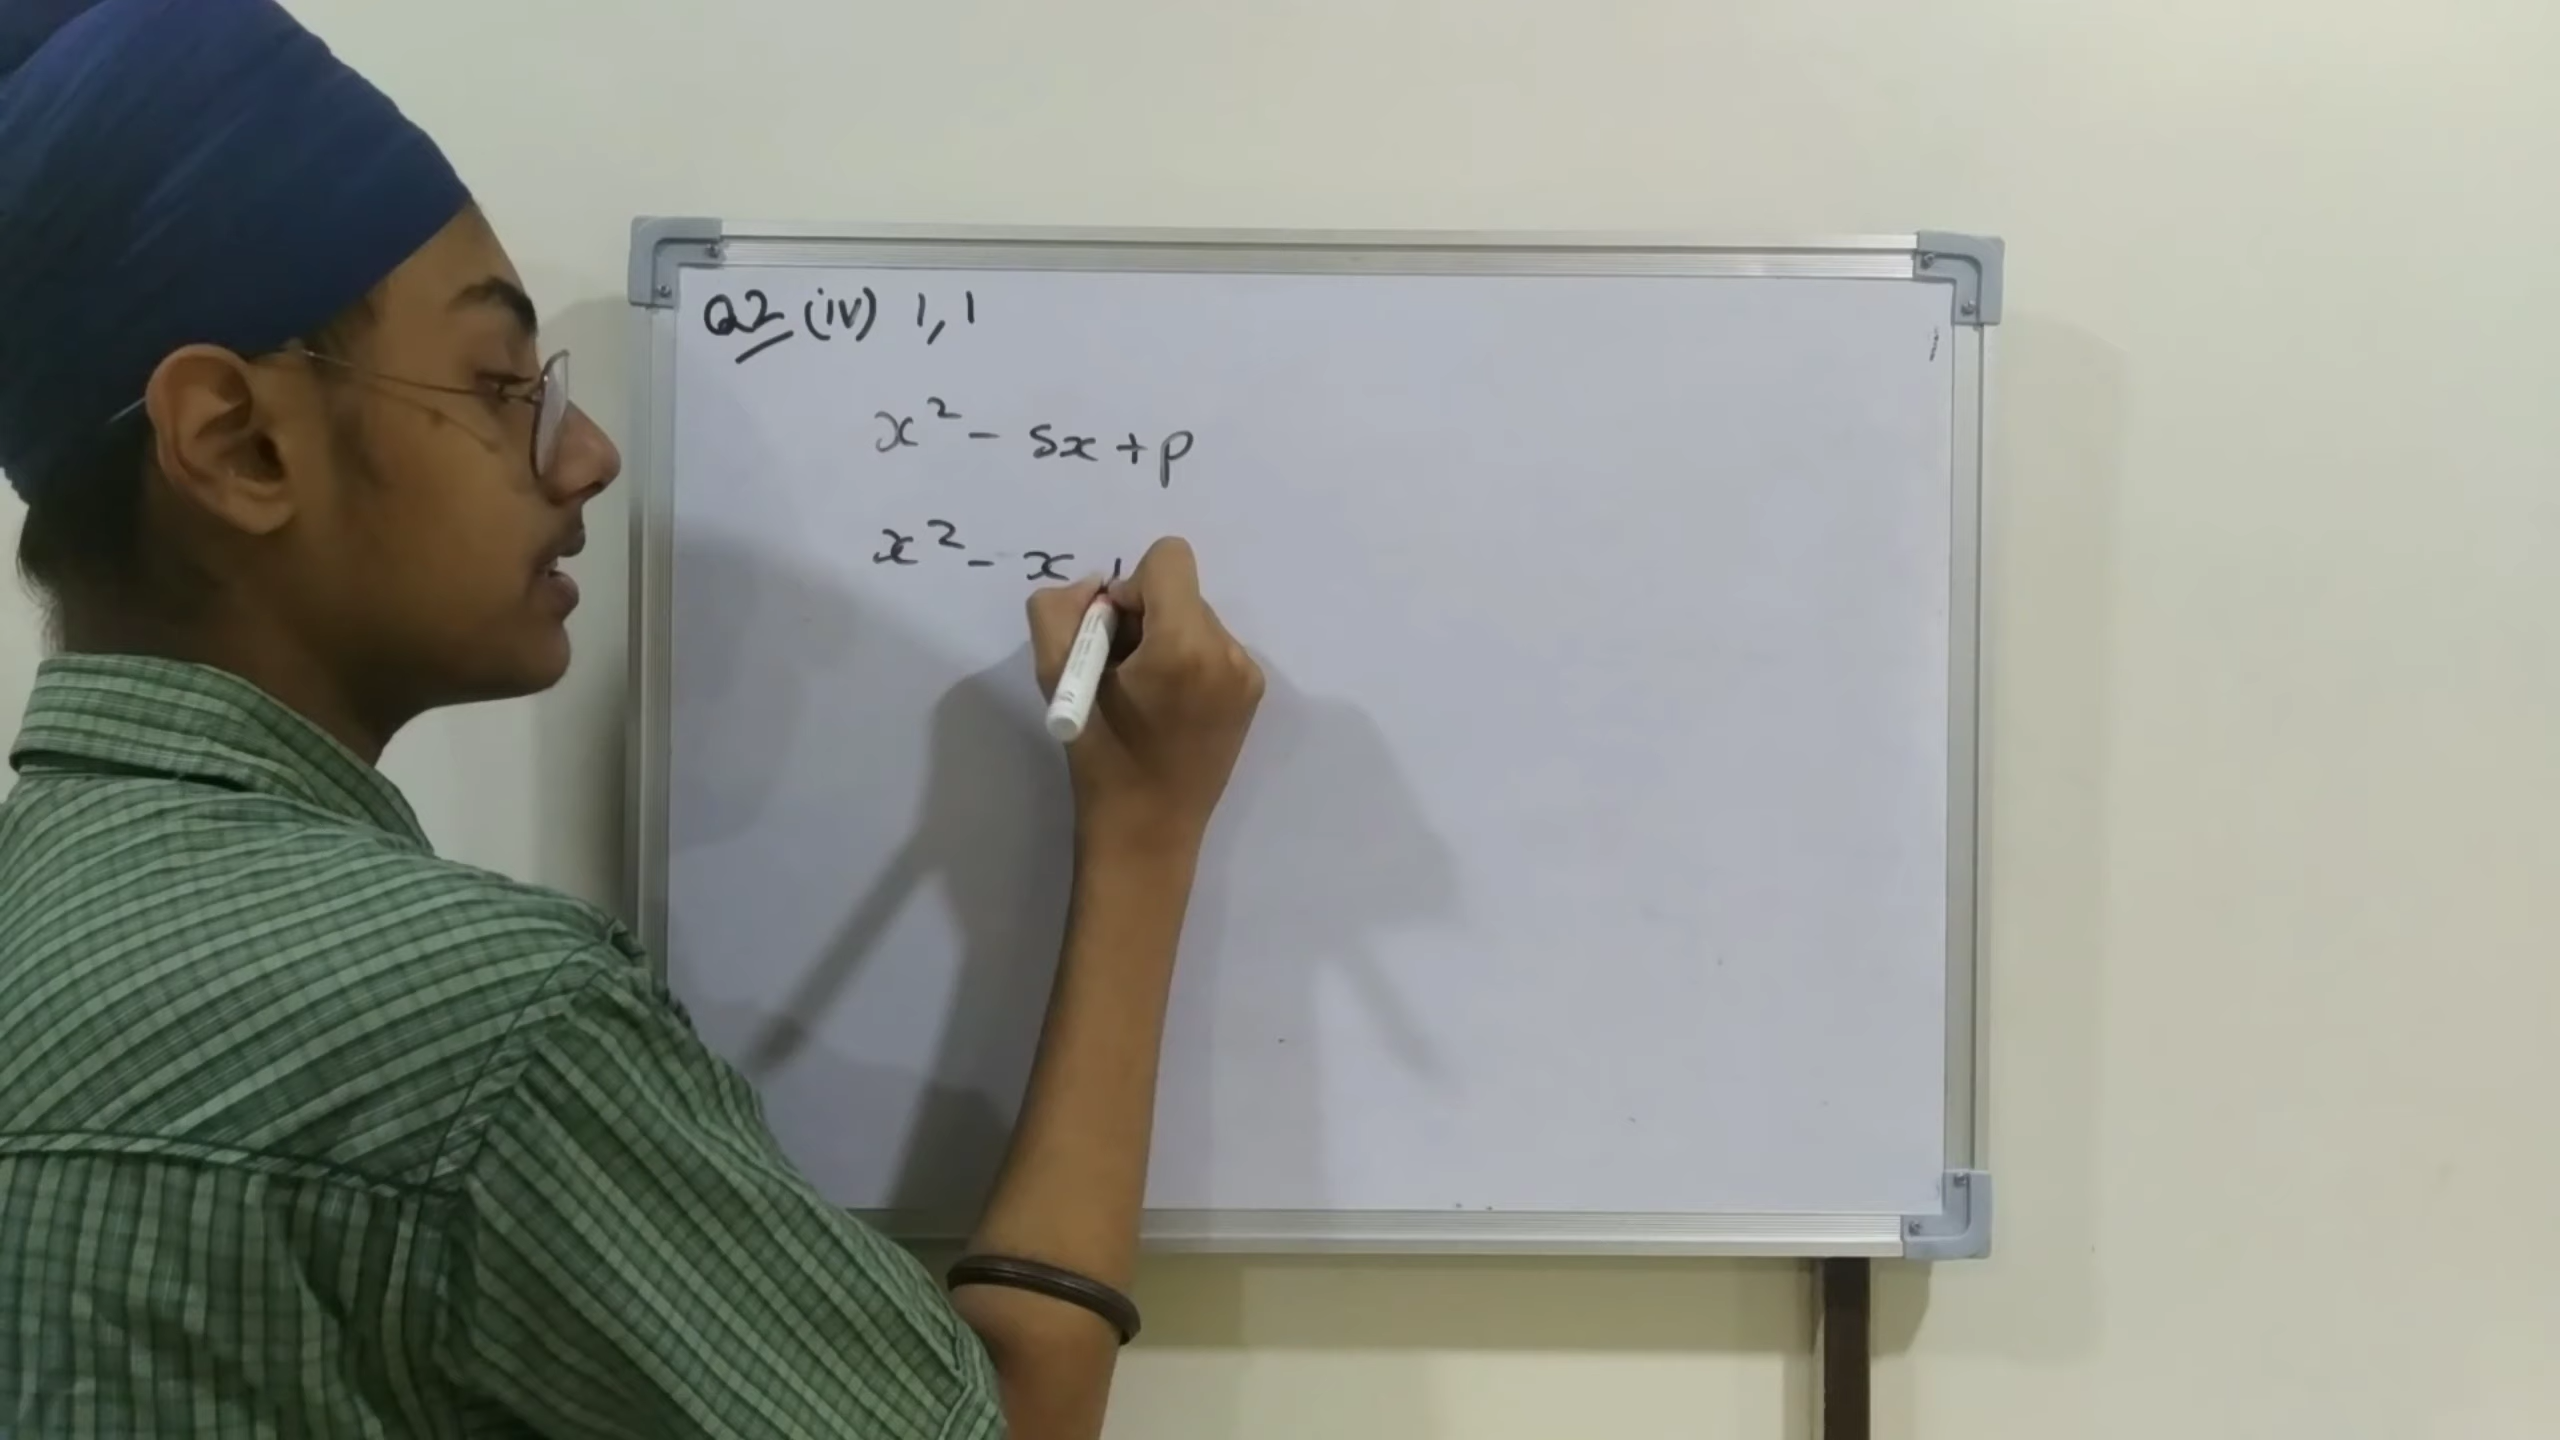 Q2 (iv) 1, 1
x² - sx + p
x² - x +